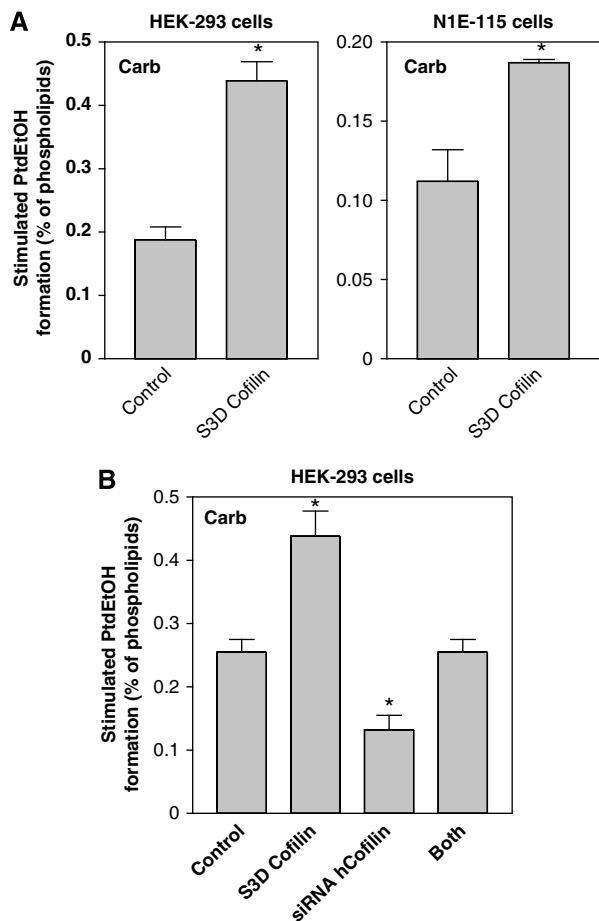 A
HEK-293 cells
N1E-115 cells
Stimulated PtdEtOH
formation (% of phospholipids)
0.5
0.4
0.3
0.2
0.1
0
Carb
*
Control
S3D Cofilin
0.20
0.15
0.10
0.05
0
Carb
*
Control
S3D Cofilin
B
HEK-293 cells
Stimulated PtdEtOH
formation (% of phospholipids)
0.5
0.4
0.3
0.2
0.1
0
Carb
*
*
Control
S3D Cofilin
siRNA hCofilin
Both